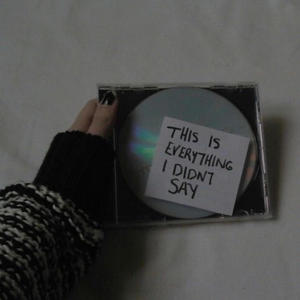 THIS IS
EVERYTHING
I DIDN'T
SAY